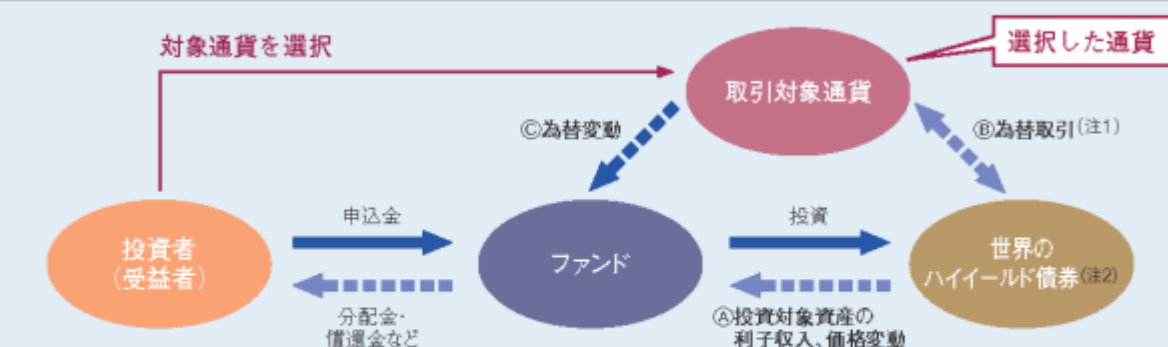 対象通貨を選択
選択した通貨
取引対象通貨
Ⓒ為替変動
Ⓑ為替取引(注1)
申込金
投資
投資者
(受益者)
ファンド
世界の
ハイイールド債券(注2)
分配金・
償還金など
Ⓐ投資対象資産の
利子収入、価格変動